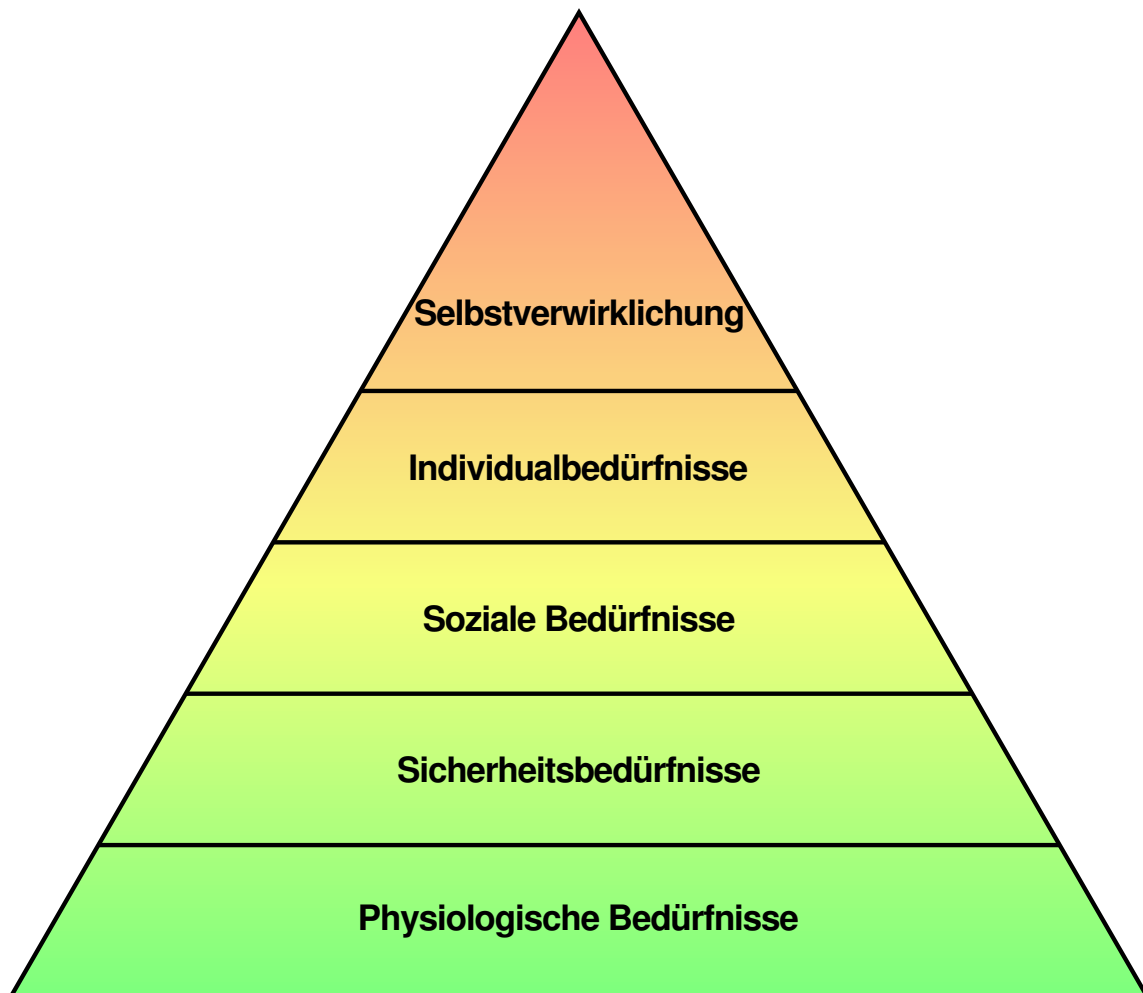 Selbstverwirklichung
Individualbedürfnisse
Soziale Bedürfnisse
Sicherheitsbedürfnisse
Physiologische Bedürfnisse